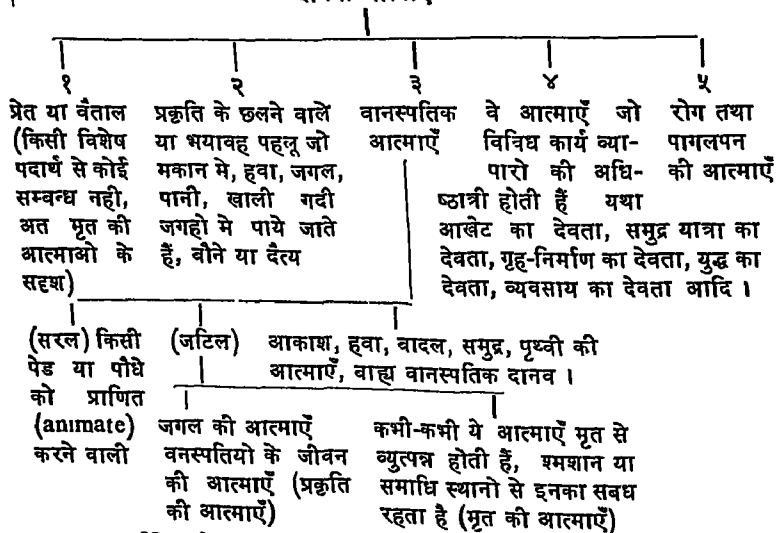 १ २ ३ ४ ५
प्रेत या वैताल
(किसी विशेष
पदार्थ से कोई
सम्बन्ध नही,
अत मृत की
आत्माओ के
सदृश)
प्रकृति के छलने वाले
या भयावह पहलू जो
मकान मे, हवा, जगल,
पानी, खाली गदी
जगहो मे पाये जाते
हैं, बौने या दैत्य
वानस्पतिक
आत्माएँ
वे आत्माएँ जो
विविध कार्य व्या-
पारो की अधि-
ष्ठात्री होती हैं यथा
आखेट का देवता, समुद्र यात्रा का
देवता, गृह-निर्माण का देवता, युद्ध का
देवता, व्यवसाय का देवता आदि ।
रोग तथा
पागलपन
की आत्माएँ
(सरल) किसी
पेड या पौधे
को प्राणित
(animate)
करने वाली
(जटिल)
आकाश, हवा, वादल, समुद्र, पृथ्वी की
आत्माएँ, वाह्य वानस्पतिक दानव ।
जगल की आत्माएँ
वनस्पतियो के जीवन
की आत्माएँ (प्रकृति
की आत्माएँ)
कभी-कभी ये आत्माएँ मृत से
व्युत्पन्न होती हैं, श्मशान या
समाधि स्थानो से इनका सबध
रहता है (मृत की आत्माएँ)